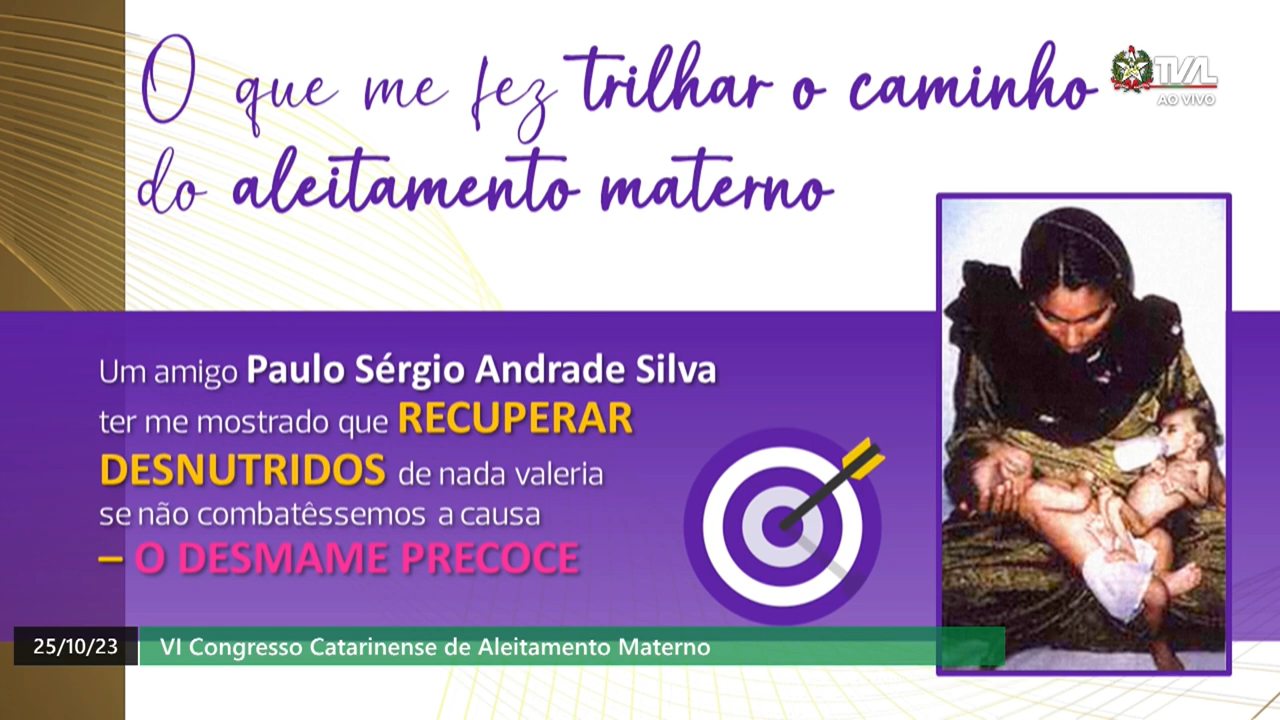 O que me fez trilhar o caminho
do aleitamento materno
TVAL
AO VIVO
Um amigo Paulo Sérgio Andrade Silva
ter me mostrado que RECUPERAR
DESNUTRIDOS de nada valeria
se não combatêssemos a causa
– O DESMAME PRECOCE
25/10/23 VI Congresso Catarinense de Aleitamento Materno